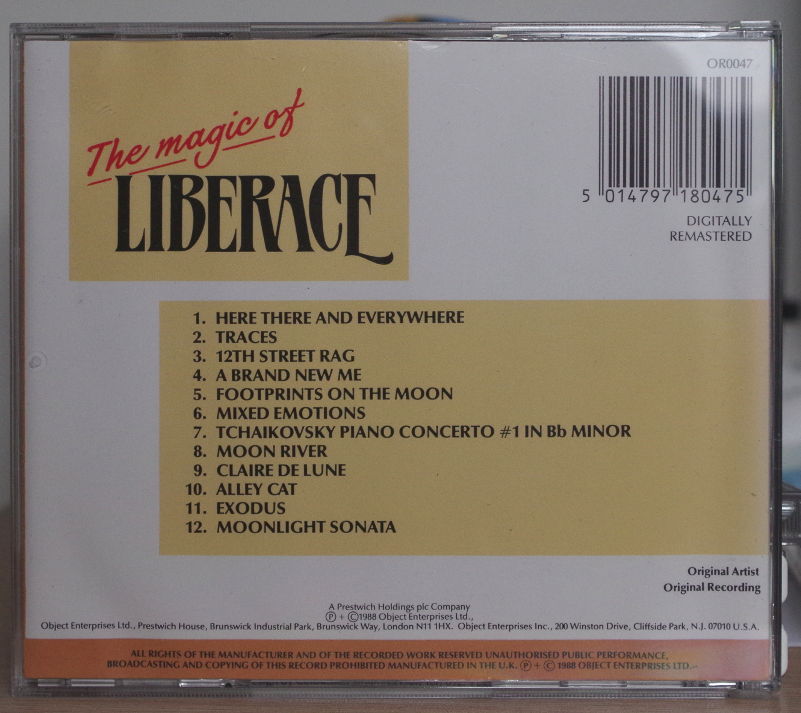 OR0047
The magic of
LIBERACE
5 014797 180475
DIGITALLY
REMASTERED
1. HERE THERE AND EVERYWHERE
2. TRACES
3. 12TH STREET RAG
4. A BRAND NEW ME
5. FOOTPRINTS ON THE MOON
6. MIXED EMOTIONS
7. TCHAIKOVSKY PIANO CONCERTO #1 IN Bb MINOR
8. MOON RIVER
9. CLAIRE DE LUNE
10. ALLEY CAT
11. EXODUS
12. MOONLIGHT SONATA
Original Artist
Original Recording
A Prestwich Holdings plc Company
Ⓟ + Ⓒ1988 Object Enterprises Ltd.,
Object Enterprises Ltd., Prestwich House, Brunswick Industrial Park, Brunswick Way, London N11 1HX. Object Enterprises Inc., 200 Winston Drive, Cliffside Park, N.J. 07010 U.S.A.
ALL RIGHTS OF THE MANUFACTURER AND OF THE RECORDED WORK RESERVED UNAUTHORISED PUBLIC PERFORMANCE,
BROADCASTING AND COPYING OF THIS RECORD PROHIBITED MANUFACTURED IN THE U.K. Ⓟ + Ⓒ 1988 OBJECT ENTERPRISES LTD.